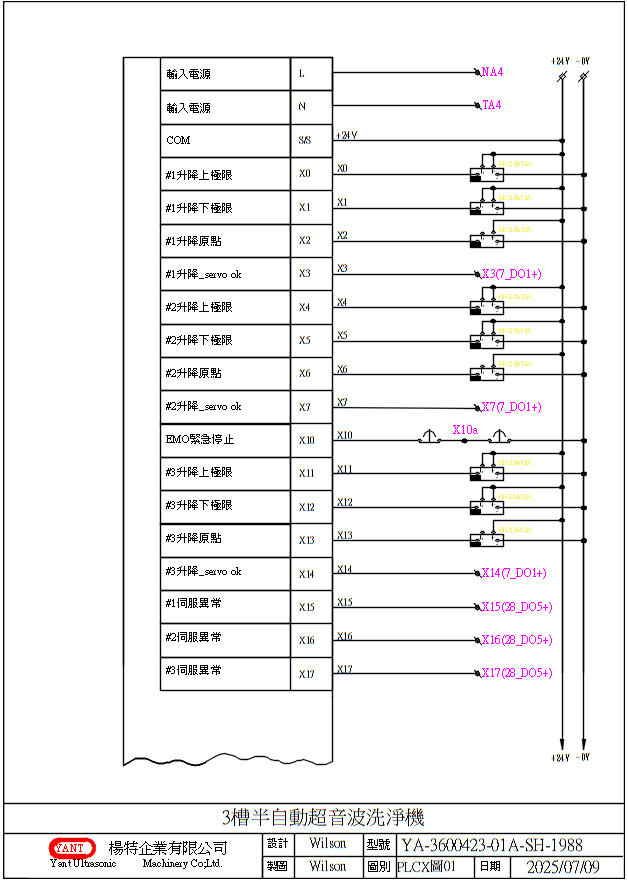 +24V -0V
輸入電源 L NA4
輸入電源 N TA4
COM S/S +24V
#1升降上極限 X0 X0
#1升降下極限 X1 X1
#1升降原點 X2 X2
#1升降_servo ok X3 X3 X3(7_DO1+)
#2升降上極限 X4 X4
#2升降下極限 X5 X5
#2升降原點 X6 X6
#2升降_servo ok X7 X7 X7(7_DO1+)
EMO緊急停止 X10 X10 X10a
#3升降上極限 X11 X11
#3升降下極限 X12 X12
#3升降原點 X13 X13
#3升降_servo ok X14 X14 X14(7_DO1+)
#1伺服異常 X15 X15 X15(28_DO5+)
#2伺服異常 X16 X16 X16(28_DO5+)
#3伺服異常 X17 X17 X17(28_DO5+)
+24V -0V
3槽半自動超音波洗淨機
YANT 楊特企業有限公司
Yant Ultrasonic Machinery Co;Ltd.
設計 Wilson 型號 YA-3600423-01A-SH-1988
製圖 Wilson 圖別 PLCX圖01 日期 2025/07/09